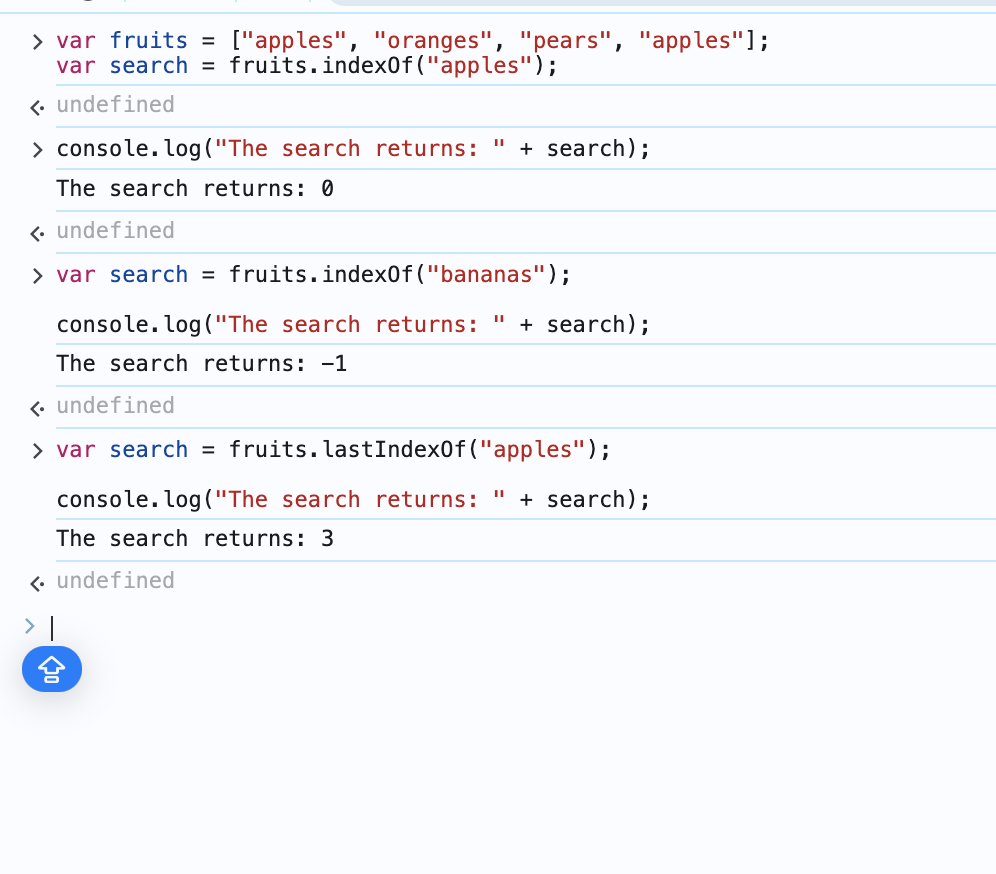 > var fruits = ["apples", "oranges", "pears", "apples"];
var search = fruits.indexOf("apples");
undefined
> console.log("The search returns: " + search);
The search returns: 0
undefined
> var search = fruits.indexOf("bananas");
console.log("The search returns: " + search);
The search returns: -1
undefined
> var search = fruits.lastIndexOf("apples");
console.log("The search returns: " + search);
The search returns: 3
undefined
>